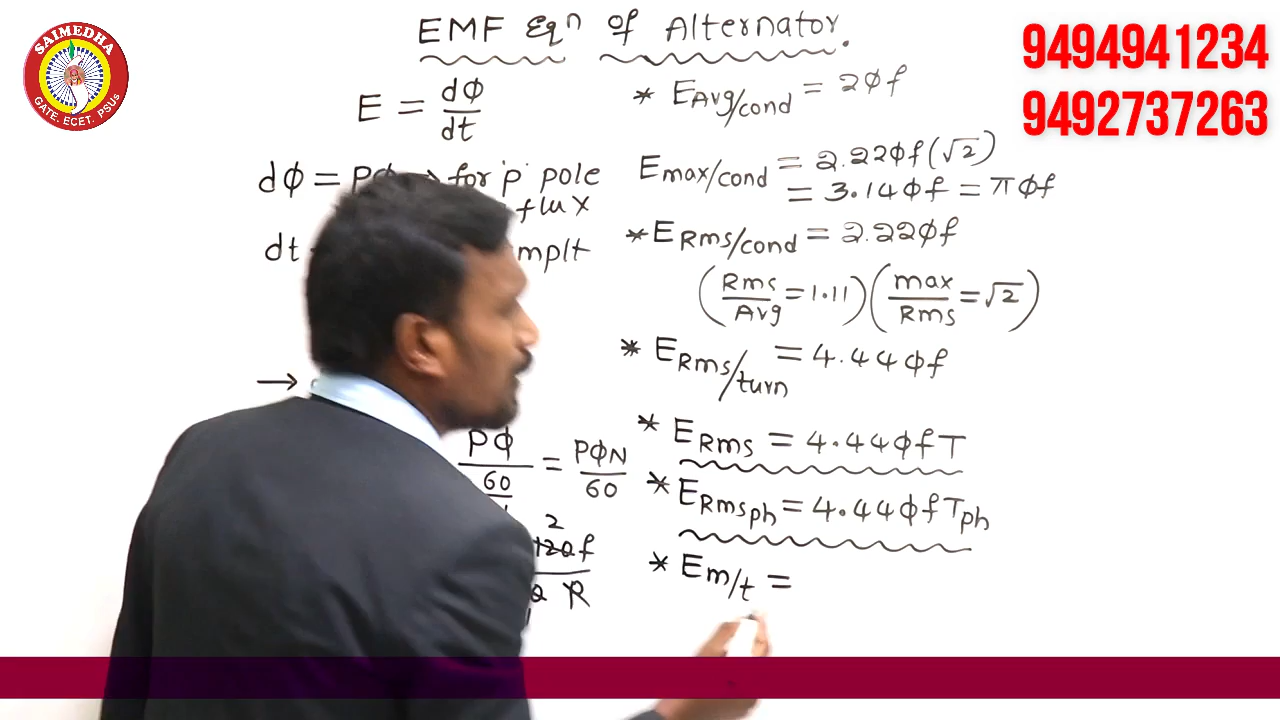 SAIMEDHA
GATE. ECET. PSUs
9494941234
9492737263
EMF Eqn of Alternator.
E = dΦ/dt
dΦ = PΦ → for 'p' pole
flux
dt
mplt
→
PΦ/60 = PΦN/60
2
120f
P
* EAvg/cond = 2Φf
Emax/cond = 2.22Φf(√2)
= 3.14Φf = πΦf
* ERms/cond = 2.22Φf
(Rms/Avg = 1.11) (max/Rms = √2)
* ERms/turn = 4.44Φf
* ERms = 4.44ΦfT
* ERmsph = 4.44ΦfTph
* Em/t =